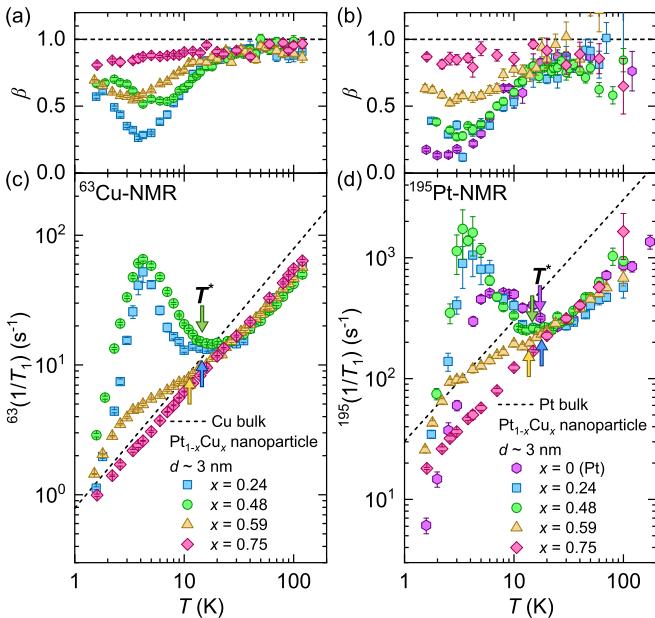 (a)
(b)
1.0
0.5
0.0
β
1.0
0.5
0.0
β
(c)
⁶³Cu-NMR
(d)
¹⁹⁵Pt-NMR
10²
10¹
10⁰
⁶³(1/T₁) (s⁻¹)
T*
Cu bulk
Pt₁₋ₓCuₓ nanoparticle
d ~ 3 nm
x = 0.24
x = 0.48
x = 0.59
x = 0.75
10³
10²
10¹
¹⁹⁵(1/T₁) (s⁻¹)
T*
Pt bulk
Pt₁₋ₓCuₓ nanoparticle
d ~ 3 nm
x = 0 (Pt)
x = 0.24
x = 0.48
x = 0.59
x = 0.75
1 10 100
T (K)
1 10 100
T (K)